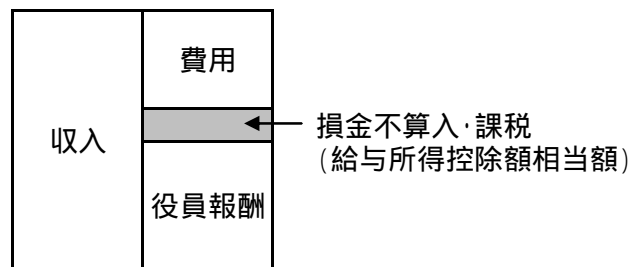 費用
収入
損金不算入・課税
（給与所得控除額相当額）
役員報酬